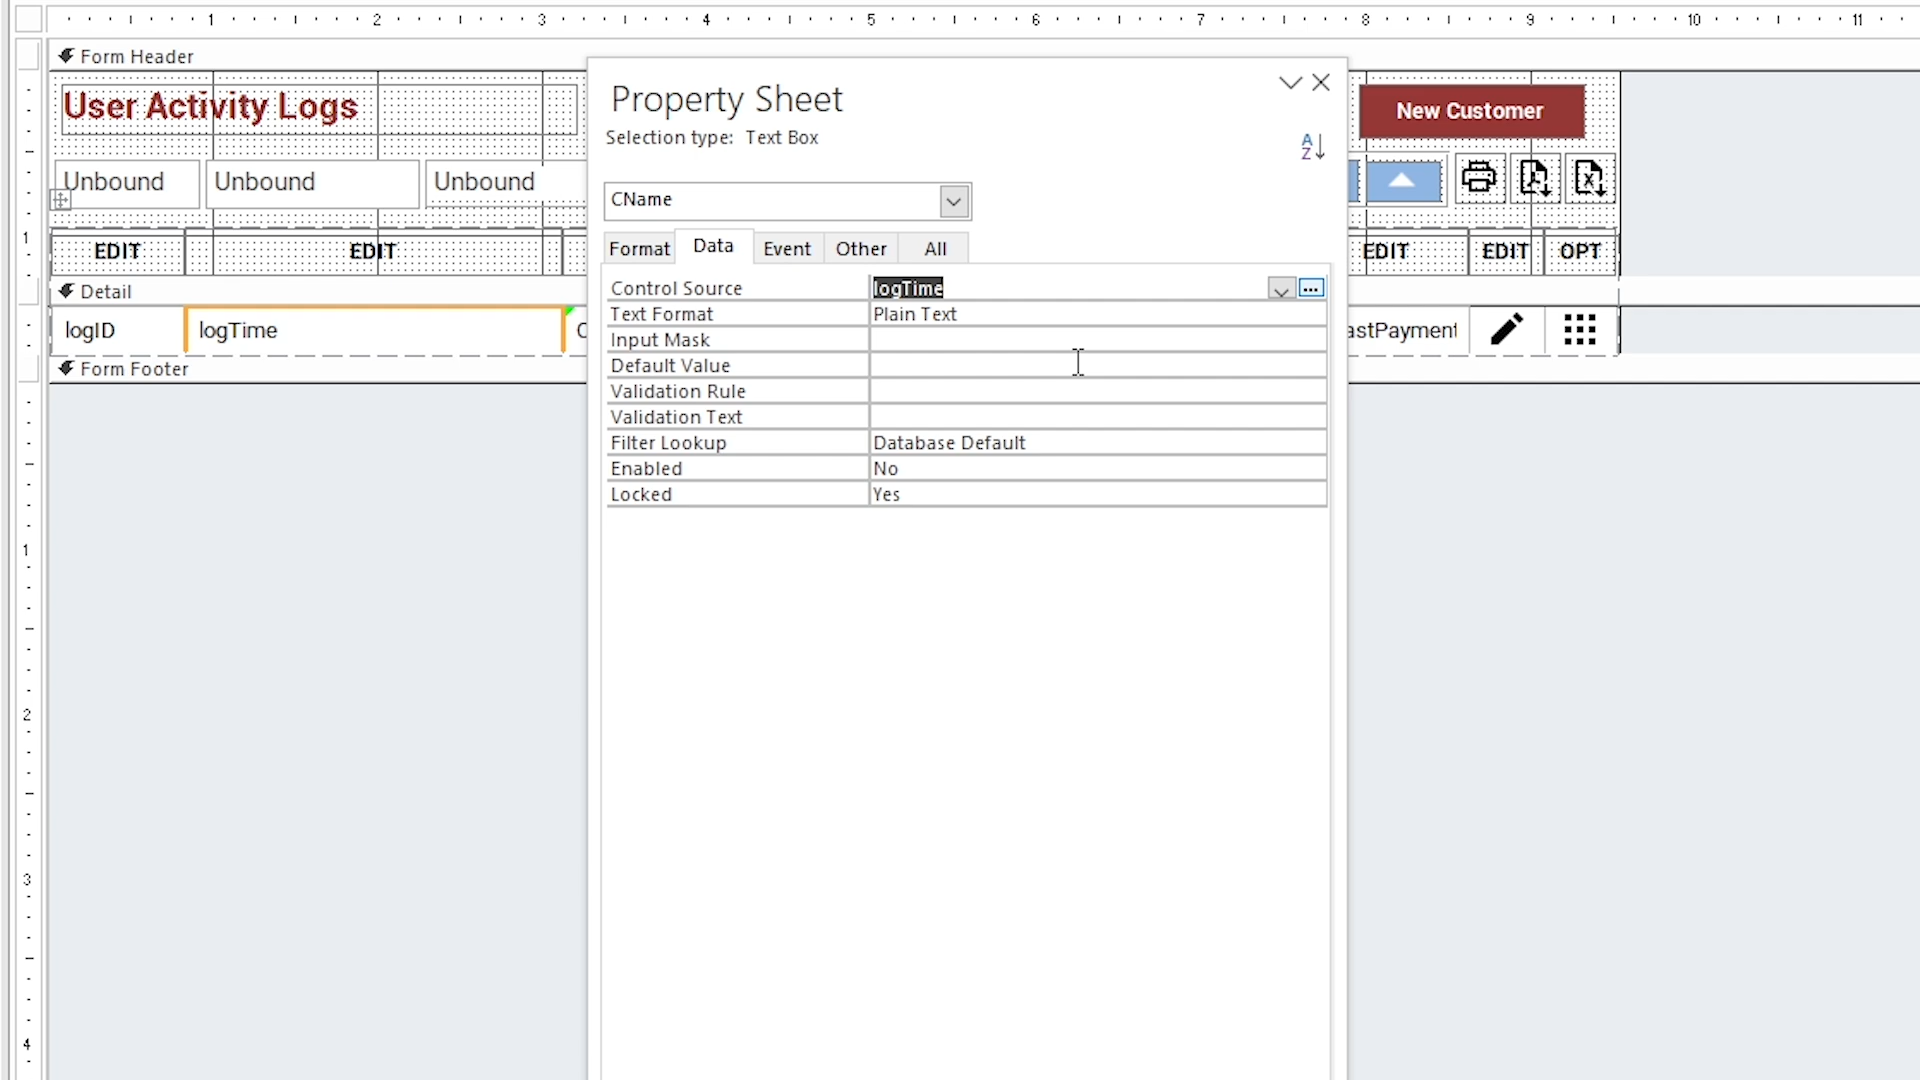 1 2 3 4 5 6 7 8 9 10 11
Form Header
User Activity Logs
New Customer
Unbound Unbound Unbound
EDIT EDIT EDIT EDIT OPT
Detail
logID logTime C astPayment
Form Footer
Property Sheet
Selection type: Text Box
A
Z
CName
Format Data Event Other All
Control Source logTime ...
Text Format Plain Text
Input Mask
Default Value
Validation Rule
Validation Text
Filter Lookup Database Default
Enabled No
Locked Yes
1
1
2
3
4